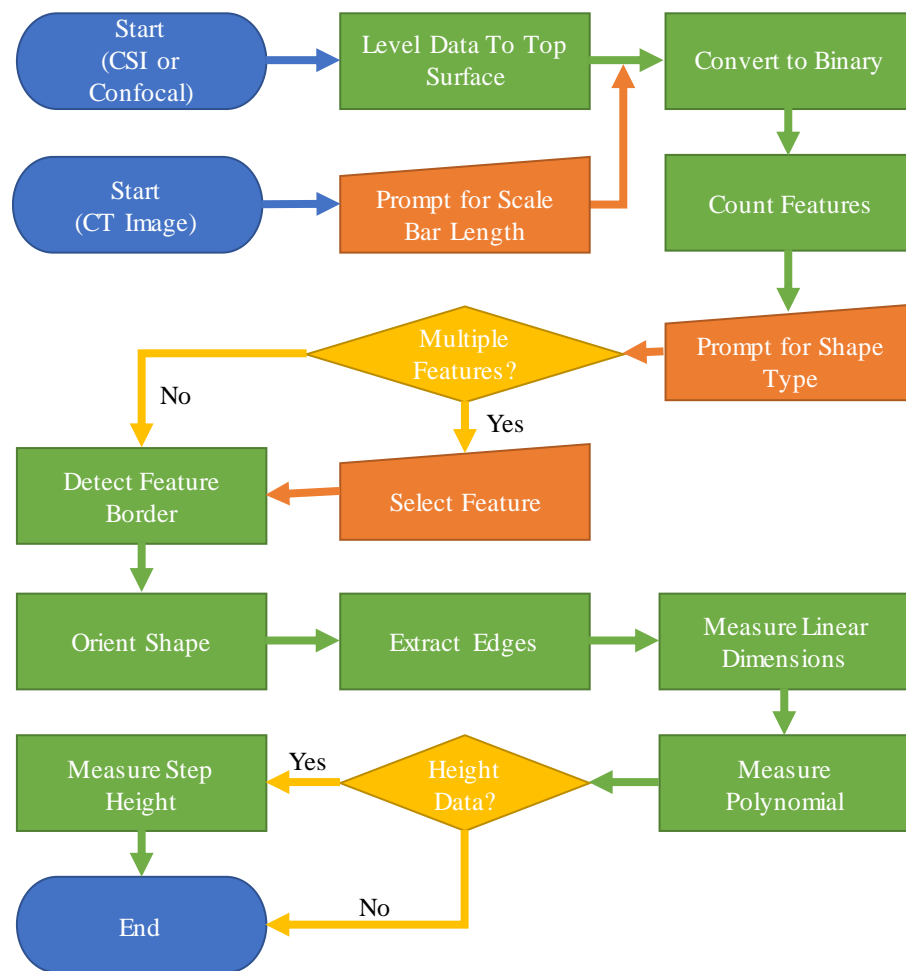 Start
(CSI or
Confocal)
Level Data To Top
Surface
Convert to Binary
Start
(CT Image)
Prompt for Scale
Bar Length
Count Features
Multiple
Features?
Prompt for Shape
Type
No
Yes
Detect Feature
Border
Select Feature
Orient Shape
Extract Edges
Measure Linear
Dimensions
Measure Step
Height
Yes
Height
Data?
Measure
Polynomial
End
No